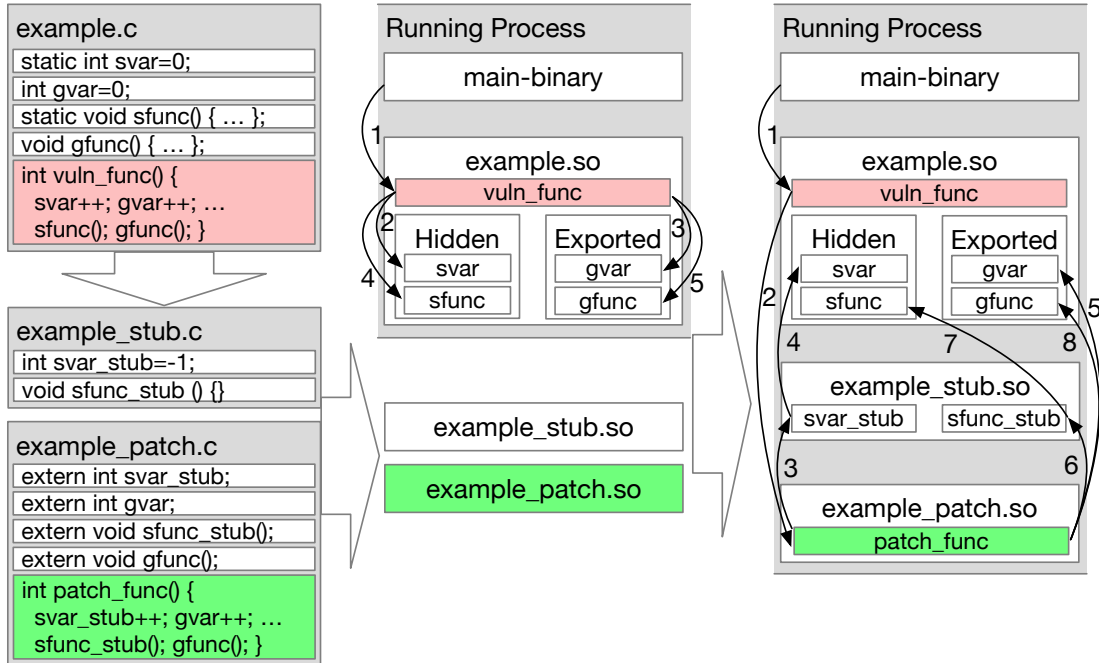 example.c
static int svar=0;
int gvar=0;
static void sfunc() { … };
void gfunc() { … };
int vuln_func() {
svar++; gvar++; …
sfunc(); gfunc(); }
example_stub.c
int svar_stub=-1;
void sfunc_stub () {}
example_patch.c
extern int svar_stub;
extern int gvar;
extern void sfunc_stub();
extern void gfunc();
int patch_func() {
svar_stub++; gvar++; …
sfunc_stub(); gfunc(); }
Running Process
main-binary
1
example.so
vuln_func
2
3
Hidden
Exported
4
svar
gvar
5
sfunc
gfunc
example_stub.so
example_patch.so
Running Process
main-binary
1
example.so
vuln_func
Hidden
Exported
svar
gvar
2
sfunc
gfunc
5
4
7
8
example_stub.so
svar_stub
sfunc_stub
3
6
example_patch.so
patch_func